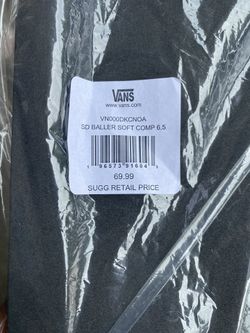 VANS
www.vans.com
VN000DKCNOA
SD BALLER SOFT COMP 6.5
69.99
SUGG RETAIL PRICE